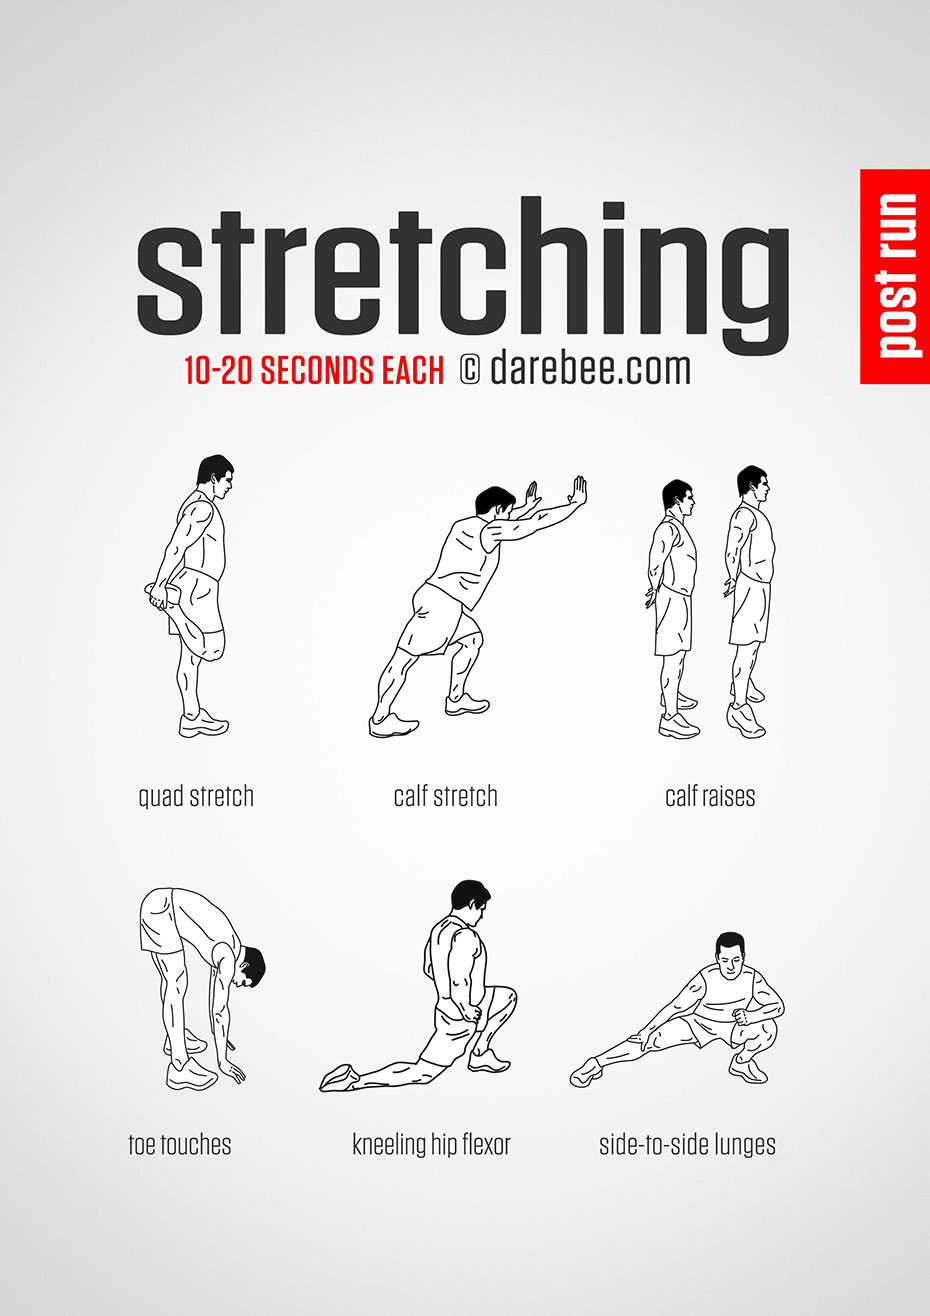 stretching
post run
10-20 SECONDS EACH © darebee.com
quad stretch
calf stretch
calf raises
toe touches
kneeling hip flexor
side-to-side lunges